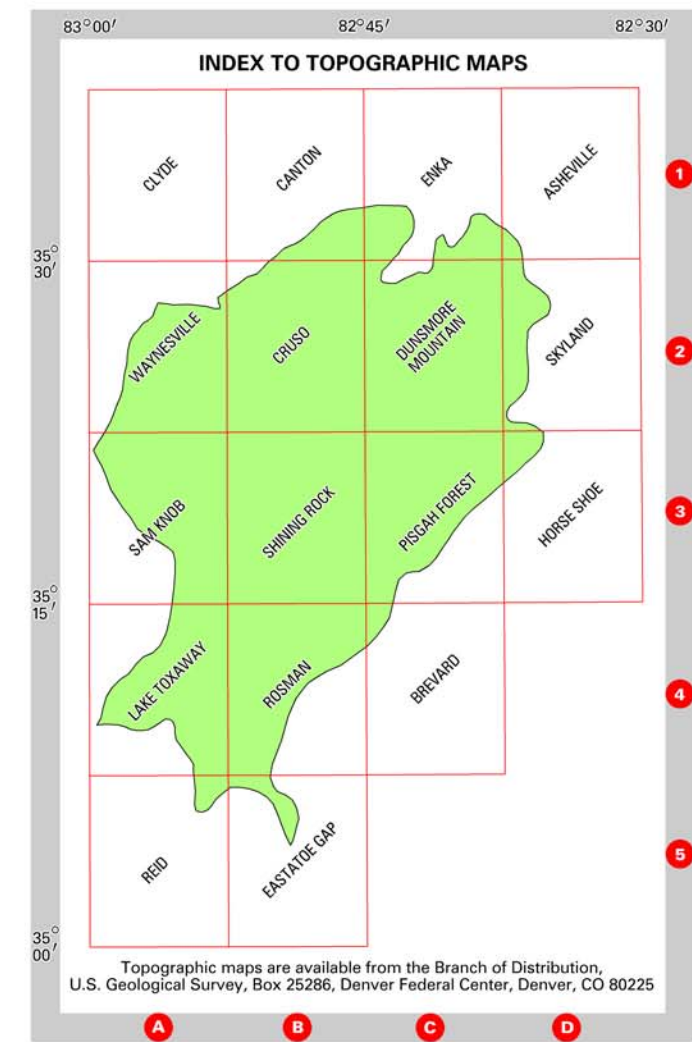 83°00′ 82°45′ 82°30′
INDEX TO TOPOGRAPHIC MAPS
CLYDE
CANTON
ENKA
ASHEVILLE
1
35°
30′
WAYNESVILLE
CRUSO
DUNSMORE
MOUNTAIN
SKYLAND
2
SAM KNOB
SHINING ROCK
PISGAH FOREST
HORSE SHOE
3
35°
15′
LAKE TOXAWAY
ROSMAN
BREVARD
4
REID
EASTATOE GAP
5
35°
00′
Topographic maps are available from the Branch of Distribution,
U.S. Geological Survey, Box 25286, Denver Federal Center, Denver, CO 80225
A B C D